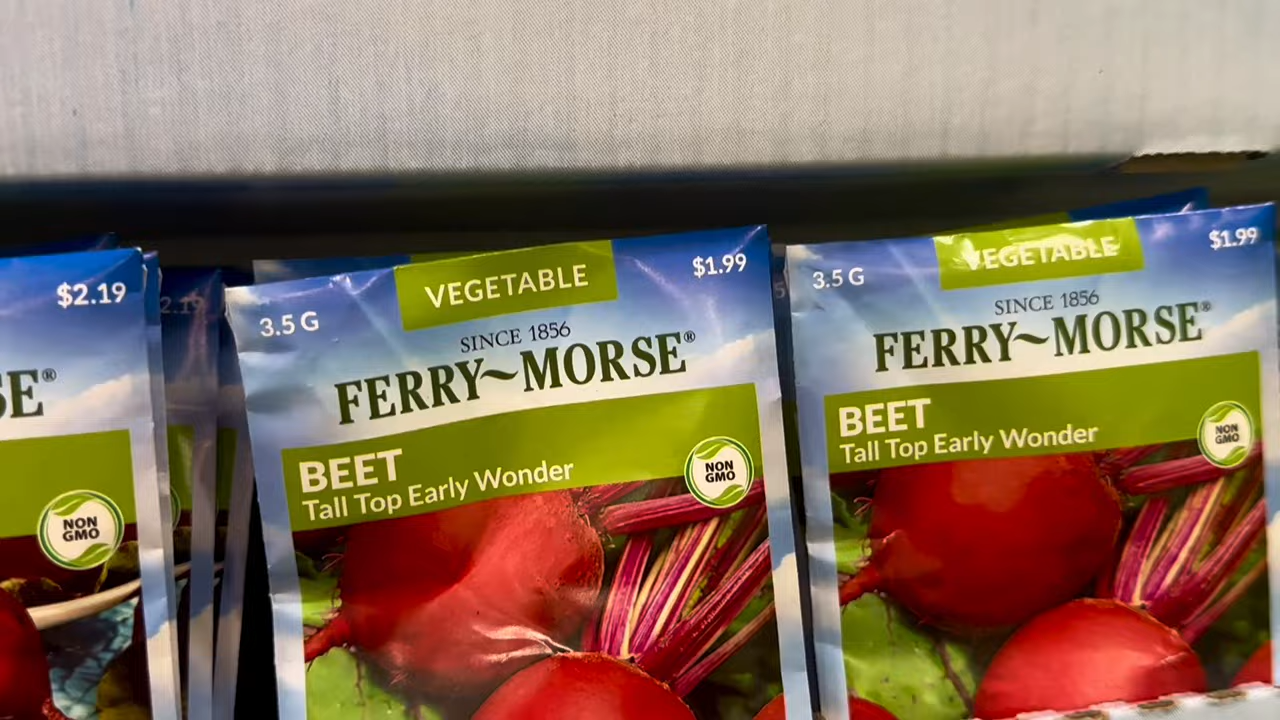 $2.19
SE®
NON
GMO
2.19
3.5 G
VEGETABLE
$1.99
SINCE 1856
FERRY~MORSE®
BEET
Tall Top Early Wonder
NON
GMO
3.5 G
VEGETABLE
$1.99
SINCE 1856
FERRY~MORSE®
BEET
Tall Top Early Wonder
NON
GMO